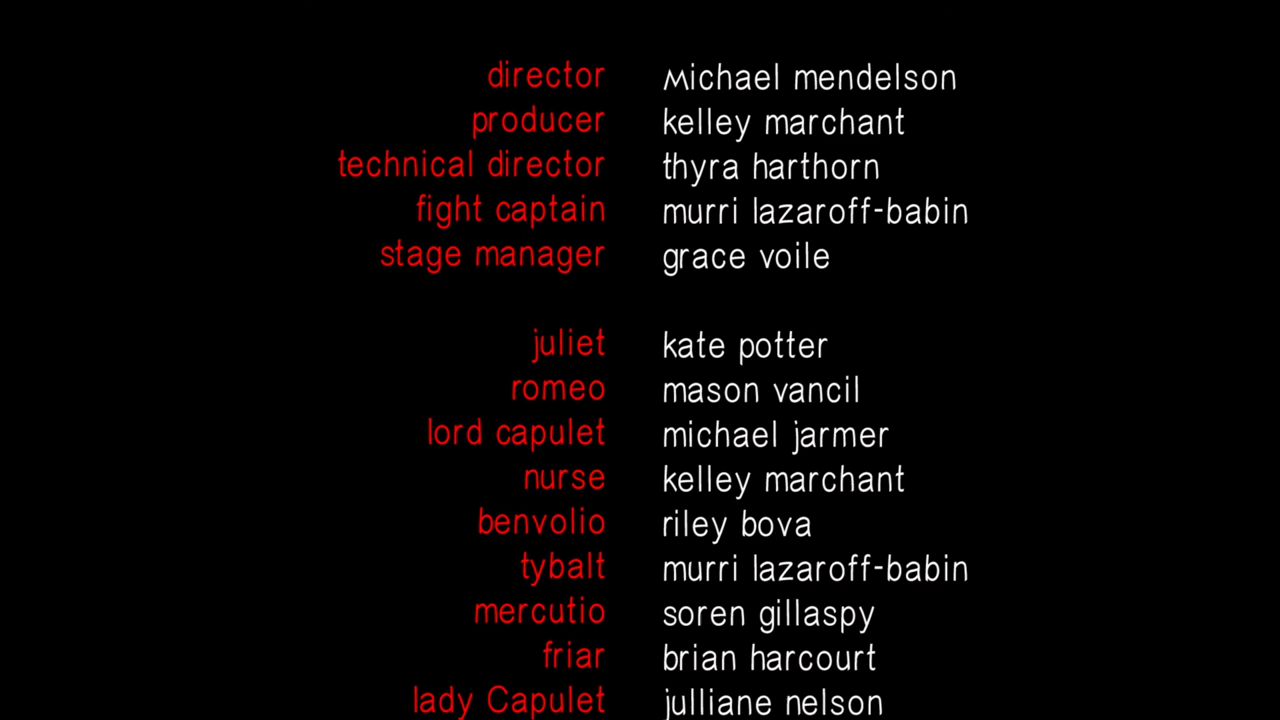 director Michael mendelson
producer kelley marchant
technical director thyra harthorn
fight captain murri lazaroff-babin
stage manager grace voile
juliet kate potter
romeo mason vancil
lord capulet michael jarmer
nurse kelley marchant
benvolio riley bova
tybalt murri lazaroff-babin
mercutio soren gillaspy
friar brian harcourt
lady Capulet julliane nelson